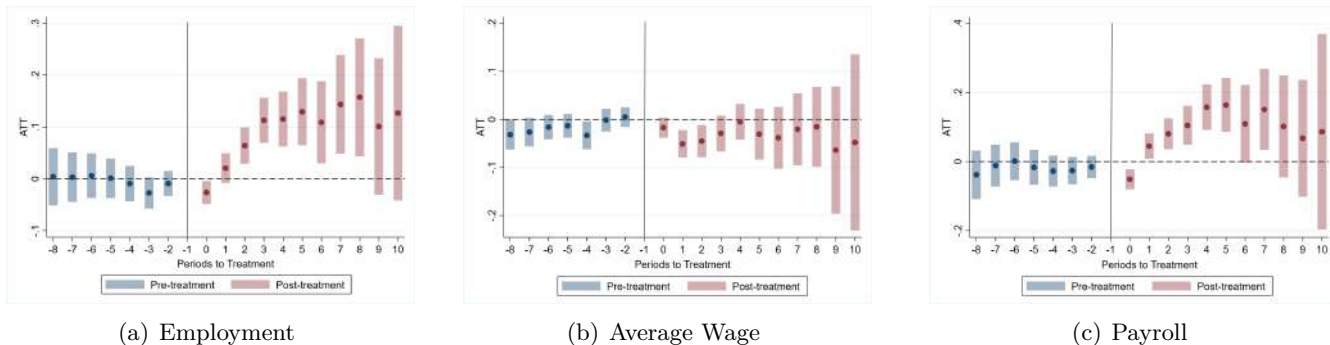 .3
.2
.1
0
-.1
ATT
-8 -7 -6 -5 -4 -3 -2 -1 0 1 2 3 4 5 6 7 8 9 10
Periods to Treatment
Pre-treatment Post-treatment
(a) Employment
.2
.1
0
-.1
-.2
ATT
-8 -7 -6 -5 -4 -3 -2 -1 0 1 2 3 4 5 6 7 8 9 10
Periods to Treatment
Pre-treatment Post-treatment
(b) Average Wage
.4
.2
0
-.2
ATT
-8 -7 -6 -5 -4 -3 -2 -1 0 1 2 3 4 5 6 7 8 9 10
Periods to Treatment
Pre-treatment Post-treatment
(c) Payroll